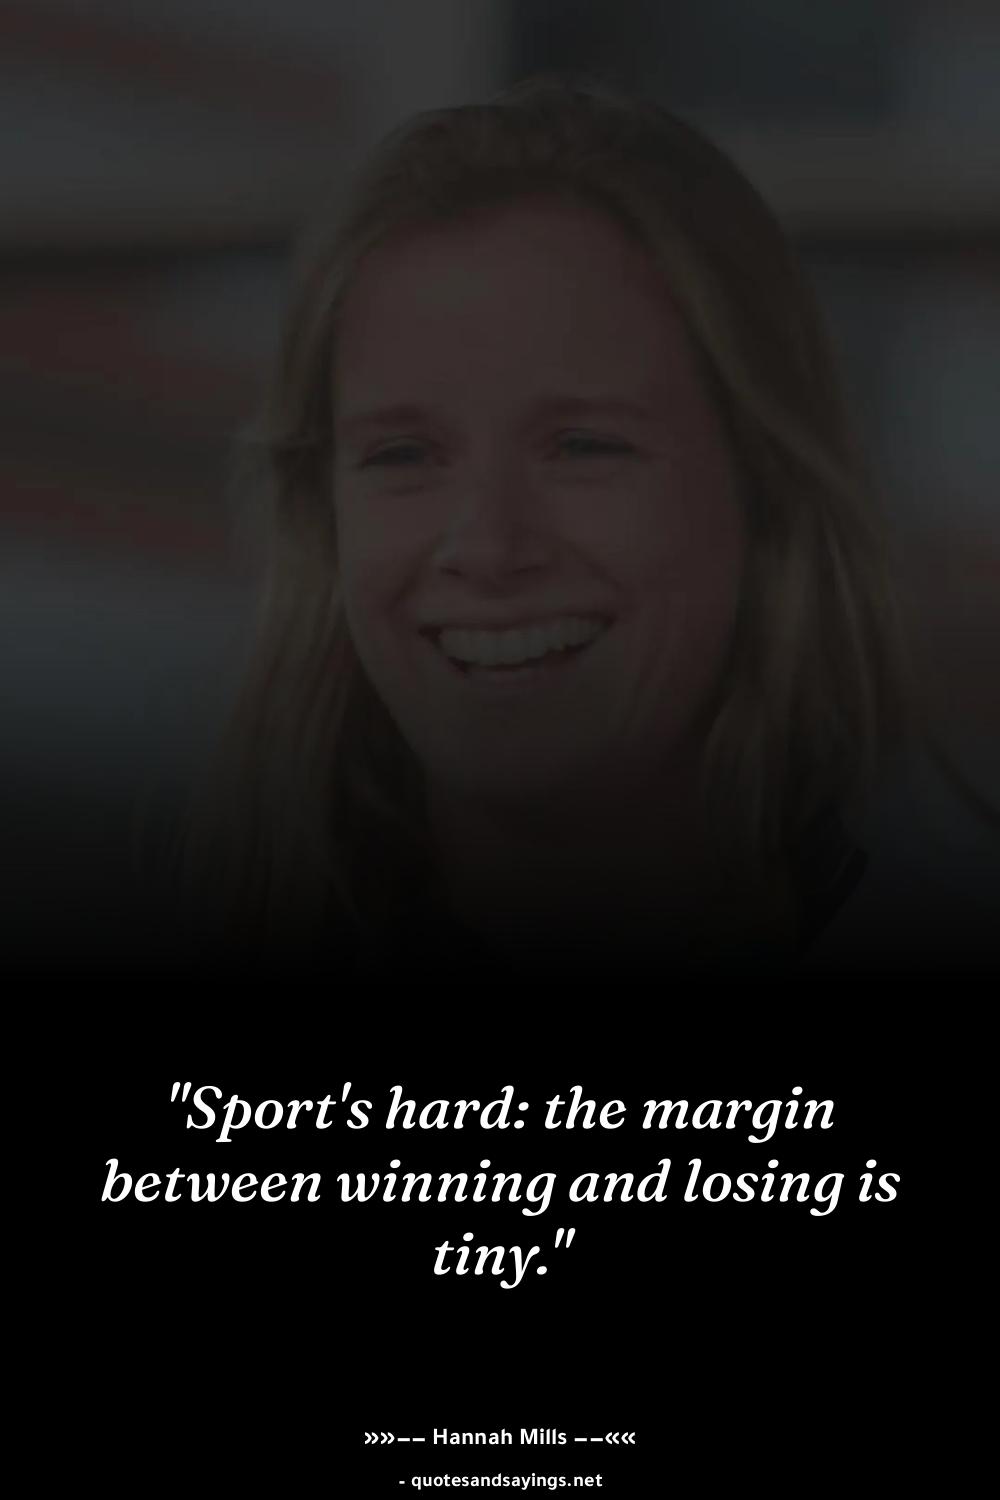 "Sport's hard: the margin
between winning and losing is
tiny."
»»−− Hannah Mills −−««
- quotesandsayings.net